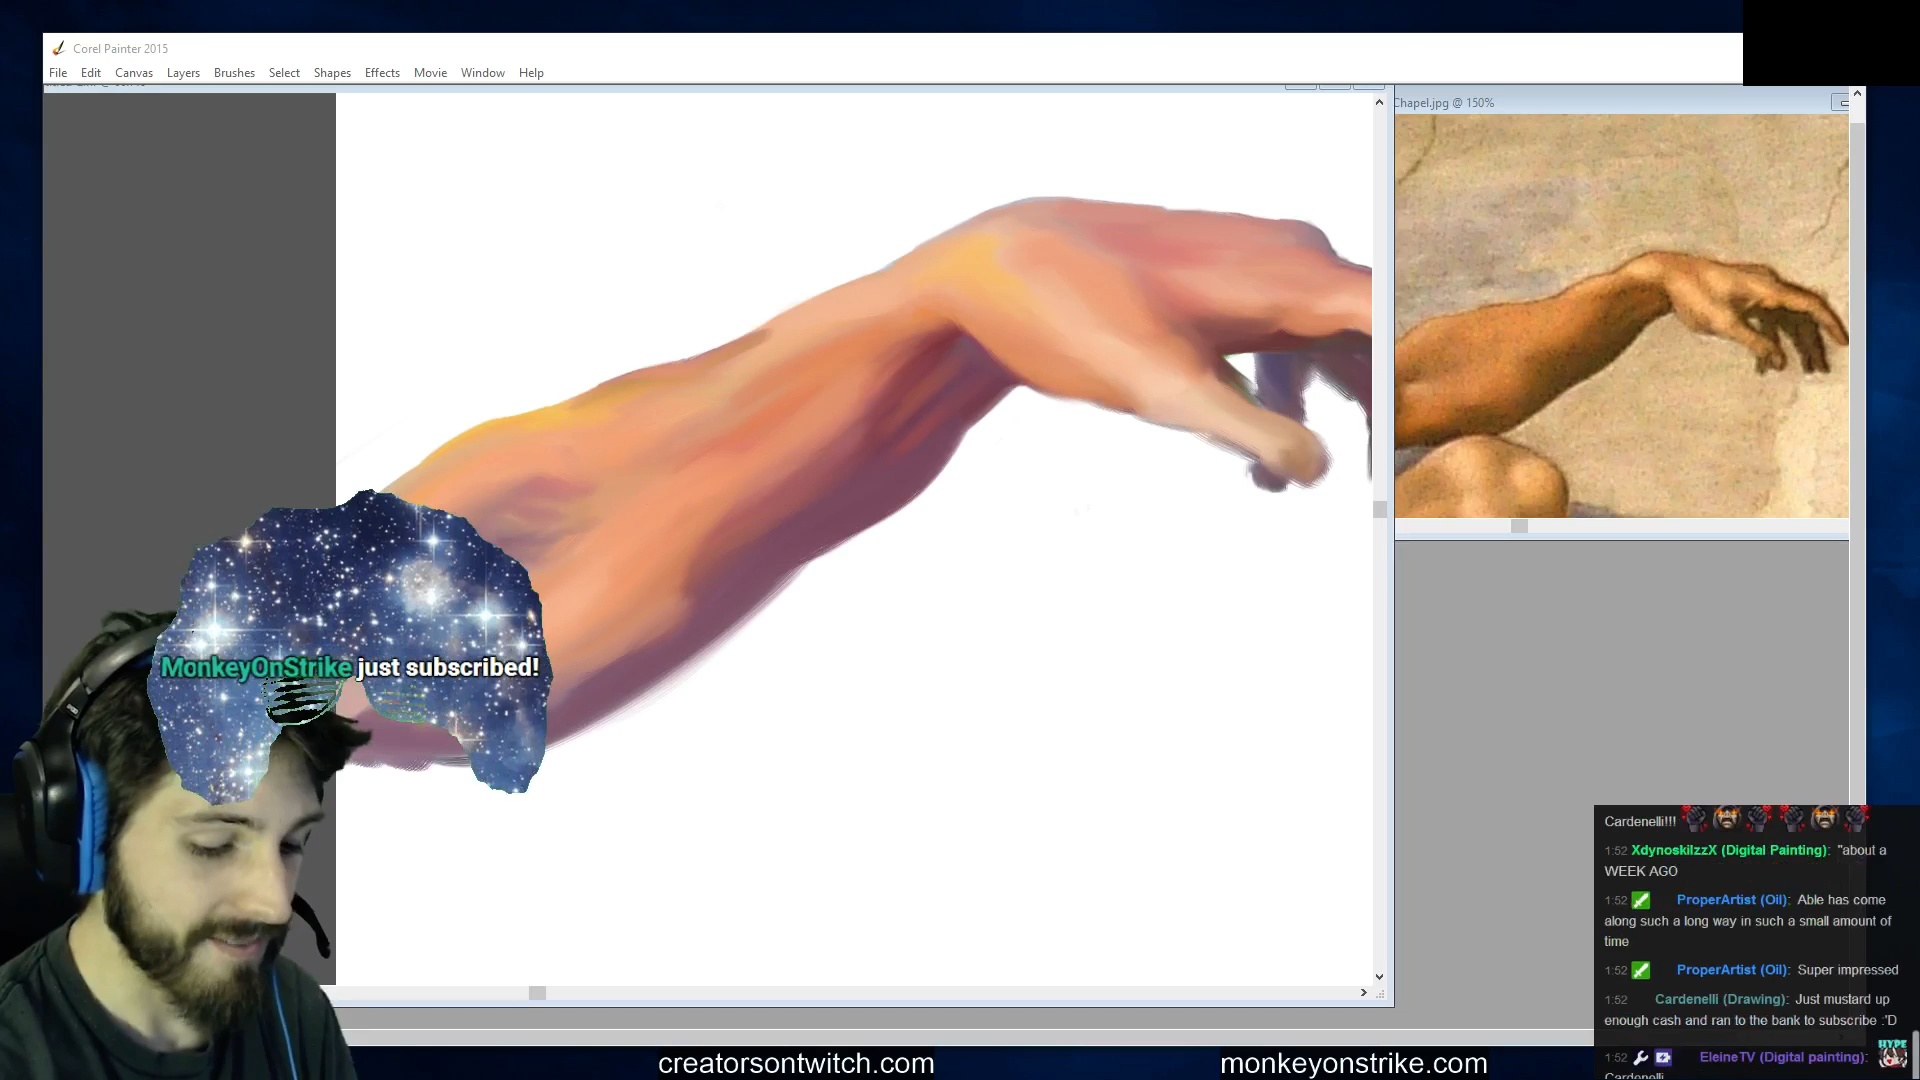 Corel Painter 2015
File Edit Canvas Layers Brushes Select Shapes Effects Movie Window Help
Chapel.jpg @ 150%
MonkeyOnStrike just subscribed!
Cardenelli!!!
1:52 XdynoskilzzX (Digital Painting): "about a
WEEK AGO
1:52 ProperArtist (Oil): Able has come
along such a long way in such a small amount of
time
1:52 ProperArtist (Oil): Super impressed
1:52 Cardenelli (Drawing): Just mustard up
enough cash and ran to the bank to subscribe :'D
1:52 EleineTV (Digital painting): HYPE
Cardenelli
creatorsontwitch.com
monkeyonstrike.com